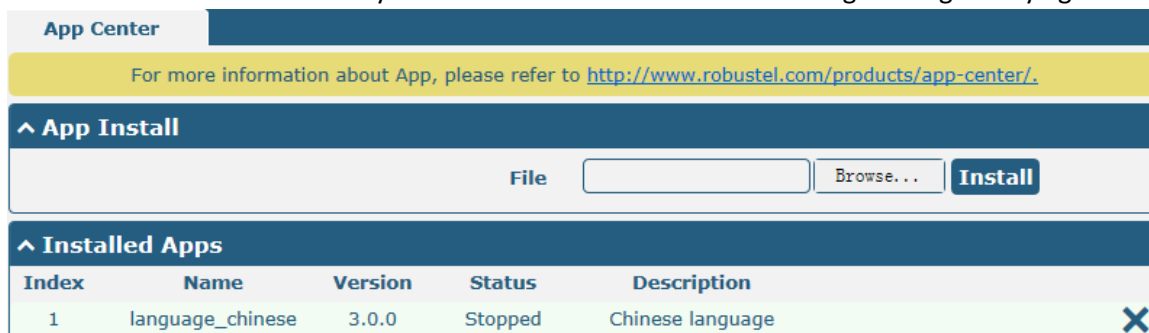 App Center
For more information about App, please refer to http://www.robustel.com/products/app-center/.
^ App Install
File Browse... Install
^ Installed Apps
Index Name Version Status Description
1 language_chinese 3.0.0 Stopped Chinese language